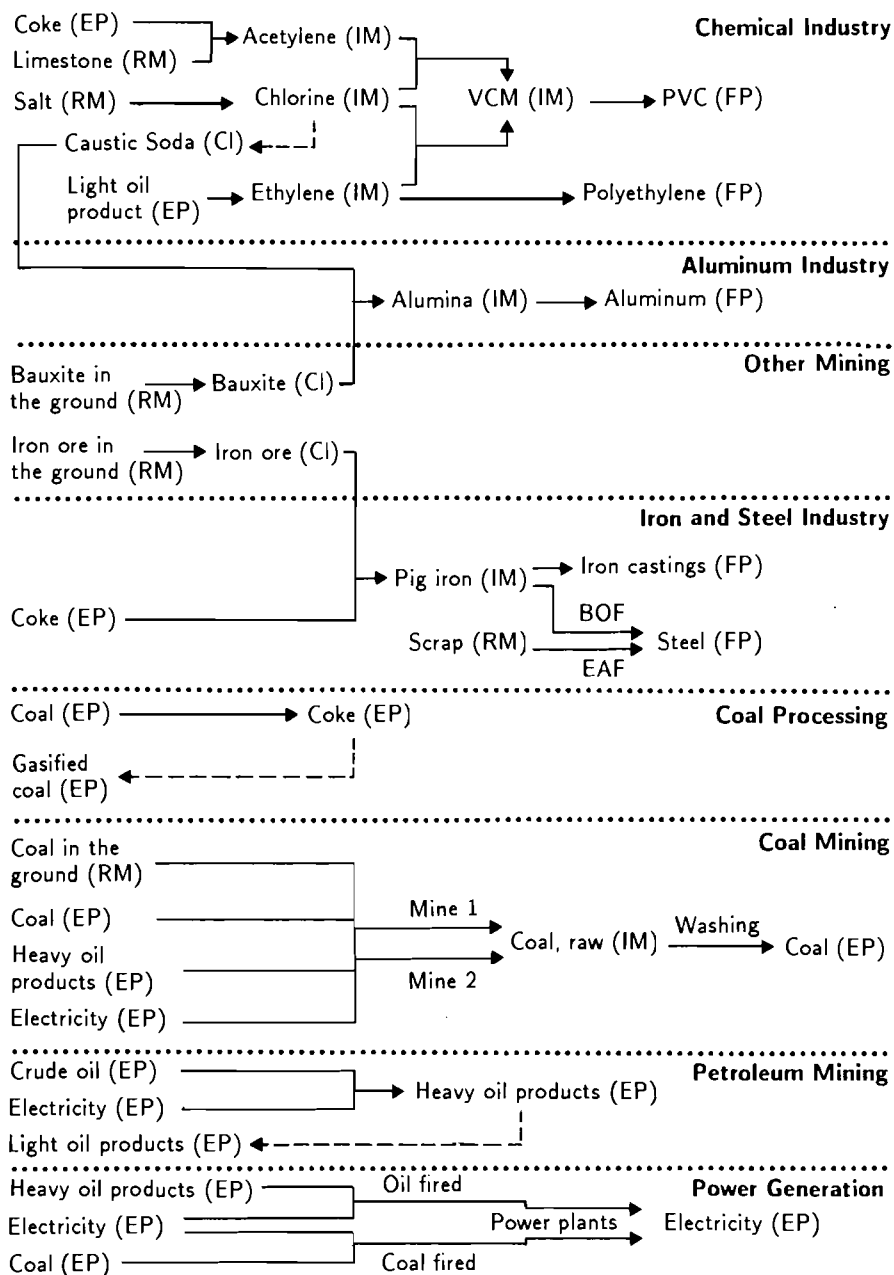 Coke (EP)
Limestone (RM)
Acetylene (IM)
Chemical Industry
Salt (RM)
Chlorine (IM)
VCM (IM)
PVC (FP)
Caustic Soda (CI)
Light oil
product (EP)
Ethylene (IM)
Polyethylene (FP)
Aluminum Industry
Alumina (IM)
Aluminum (FP)
Other Mining
Bauxite in
the ground (RM)
Bauxite (CI)
Iron ore in
the ground (RM)
Iron ore (CI)
Iron and Steel Industry
Pig iron (IM)
Iron castings (FP)
Coke (EP)
BOF
Scrap (RM)
Steel (FP)
EAF
Coal (EP)
Coke (EP)
Coal Processing
Gasified
coal (EP)
Coal Mining
Coal in the
ground (RM)
Coal (EP)
Heavy oil
products (EP)
Electricity (EP)
Mine 1
Mine 2
Coal, raw (IM)
Washing
Coal (EP)
Petroleum Mining
Crude oil (EP)
Electricity (EP)
Heavy oil products (EP)
Light oil products (EP)
Power Generation
Heavy oil products (EP)
Oil fired
Electricity (EP)
Power plants
Electricity (EP)
Coal (EP)
Coal fired